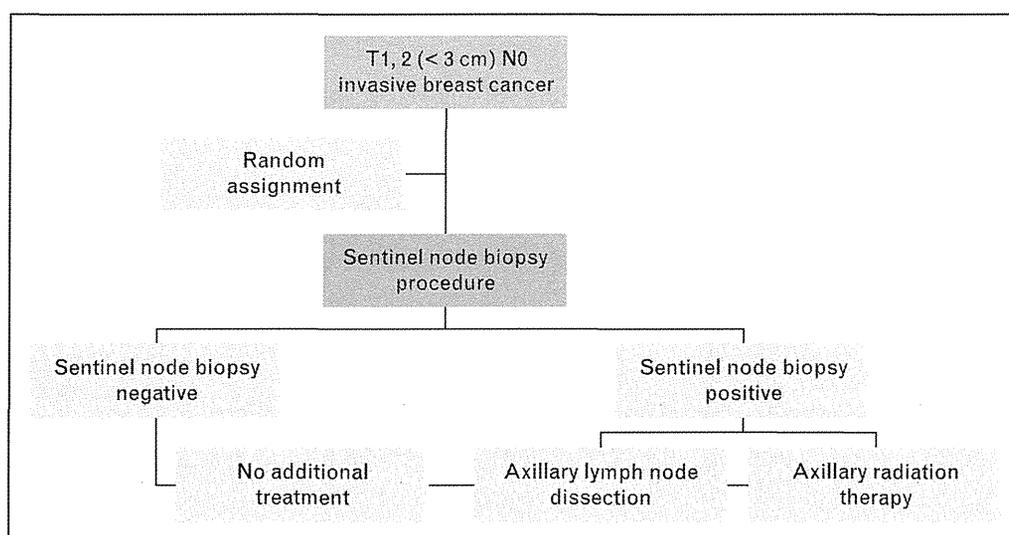 T1, 2 (< 3 cm) N0
invasive breast cancer
Random
assignment
Sentinel node biopsy
procedure
Sentinel node biopsy
negative
Sentinel node biopsy
positive
No additional
treatment
Axillary lymph node
dissection
Axillary radiation
therapy